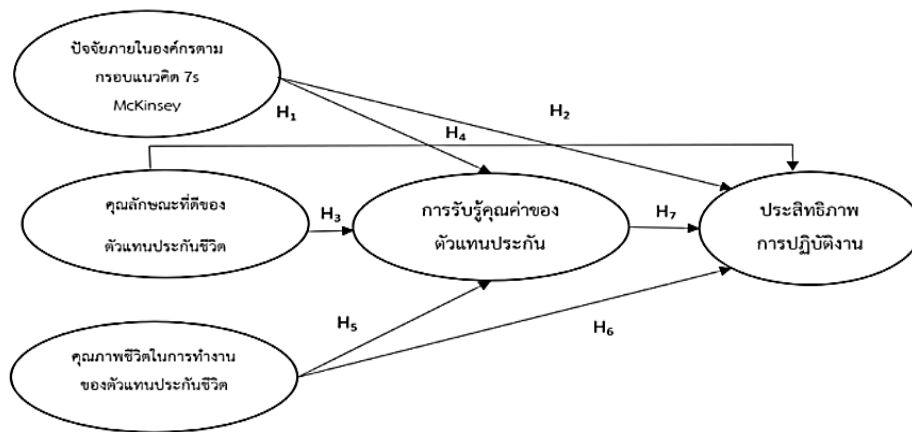 ปัจจัยภายในองค์กรตาม
กรอบแนวคิด 7s
McKinsey
H1
H2
H4
คุณลักษณะที่ดีของ
ตัวแทนประกันชีวิต
H3
การรับรู้คุณค่าของ
ตัวแทนประกัน
H7
ประสิทธิภาพ
การปฏิบัติงาน
H5
H6
คุณภาพชีวิตในการทำงาน
ของตัวแทนประกันชีวิต